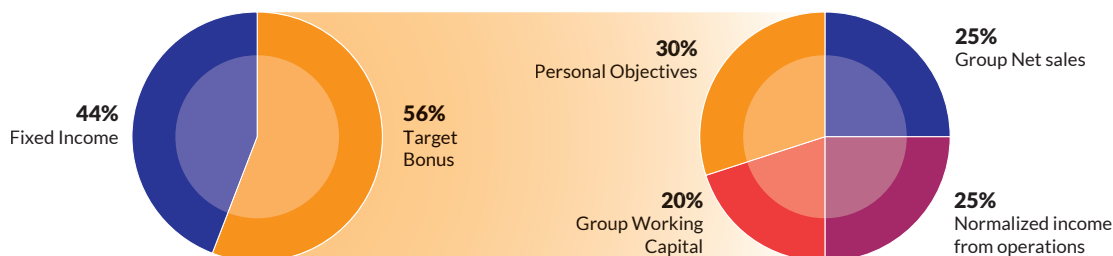 44%
Fixed Income
56%
Target
Bonus
30%
Personal Objectives
25%
Group Net sales
20%
Group Working
Capital
25%
Normalized income
from operations